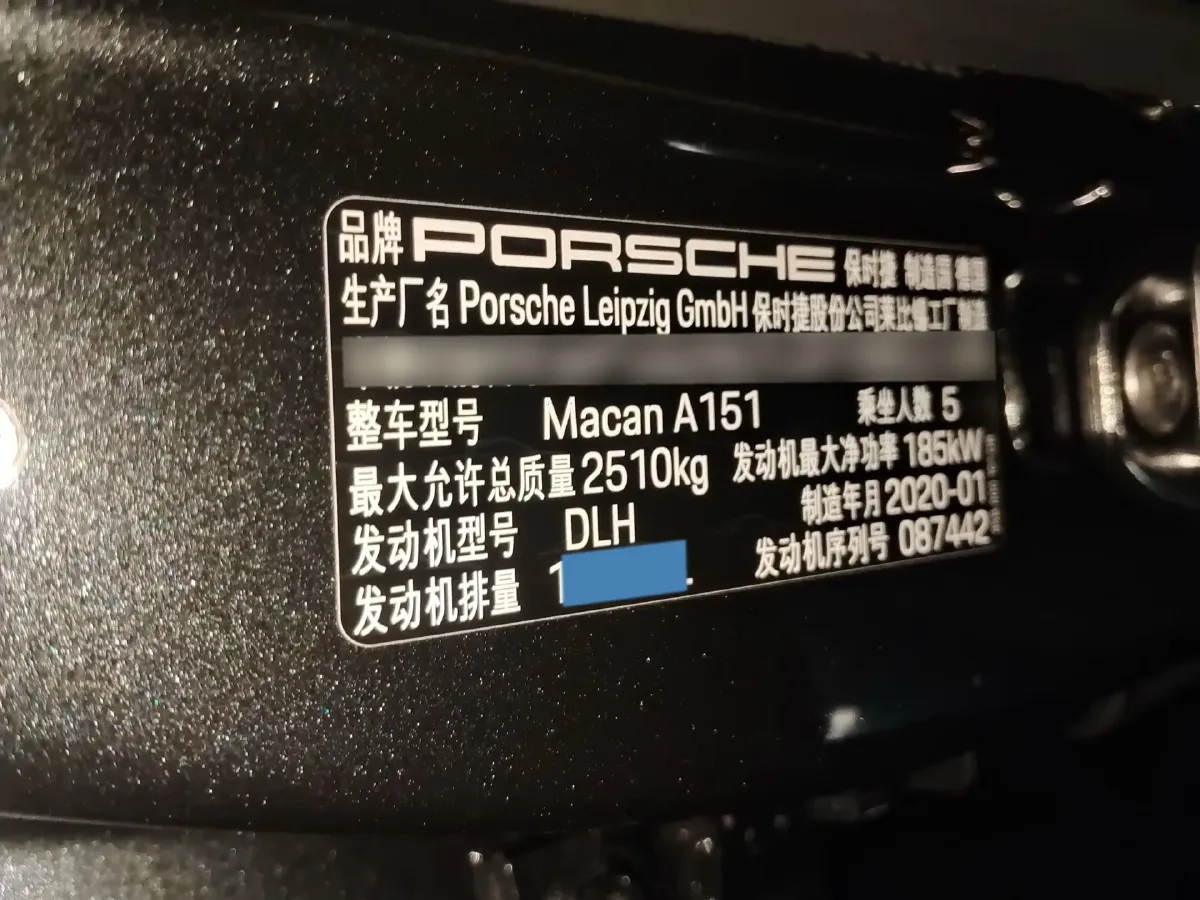 品牌 PORSCHE 保时捷 制造国 德国
生产厂名 Porsche Leipzig GmbH 保时捷股份公司莱比锡工厂制造
整车型号 Macan A151 乘坐人数 5
最大允许总质量 2510kg 发动机最大净功率 185kW
发动机型号 DLH 制造年月 2020-01
发动机排量 1 发动机序列号 087442